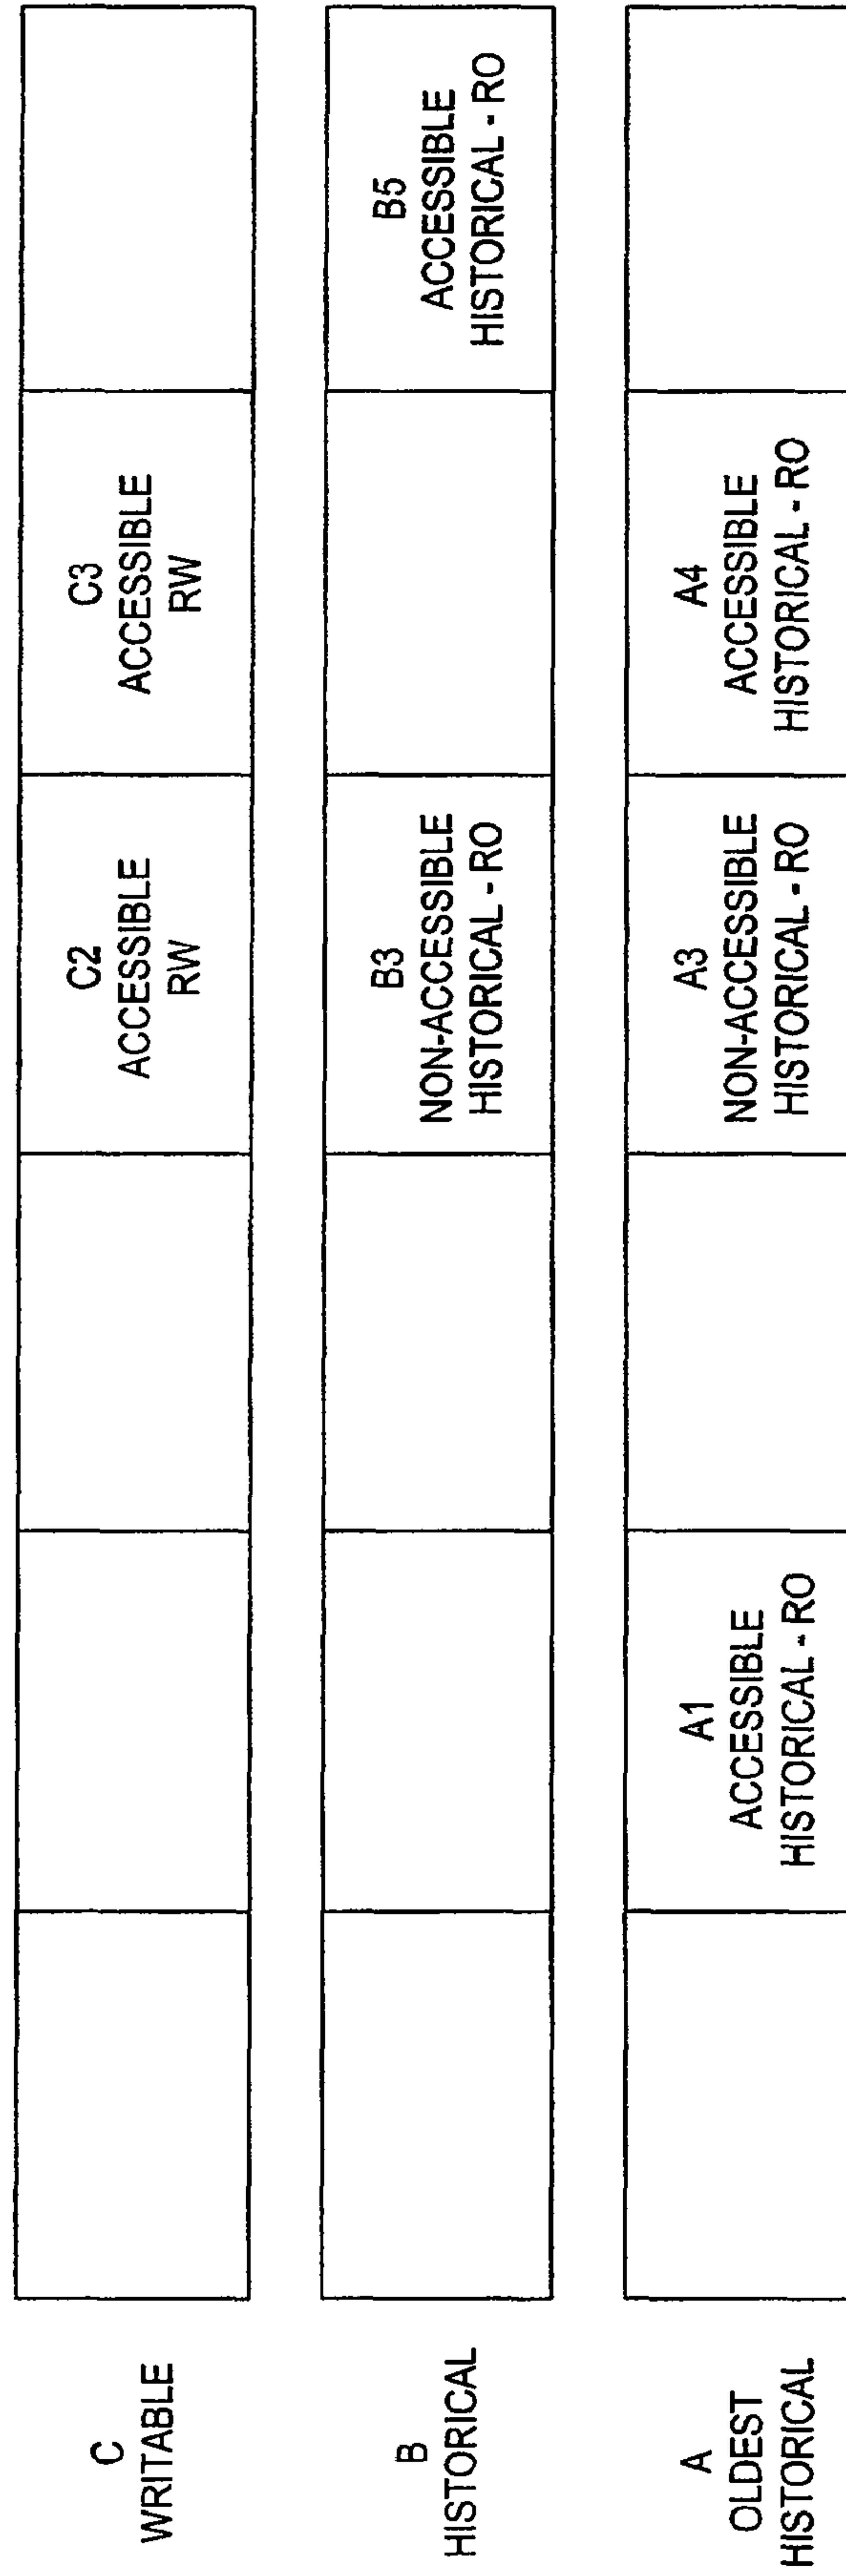 C
WRITABLE
C2
ACCESSIBLE
RW
C3
ACCESSIBLE
RW
B
HISTORICAL
B3
NON-ACCESSIBLE
HISTORICAL - RO
B5
ACCESSIBLE
HISTORICAL - RO
A
OLDEST
HISTORICAL
A1
ACCESSIBLE
HISTORICAL - RO
A3
NON-ACCESSIBLE
HISTORICAL - RO
A4
ACCESSIBLE
HISTORICAL - RO